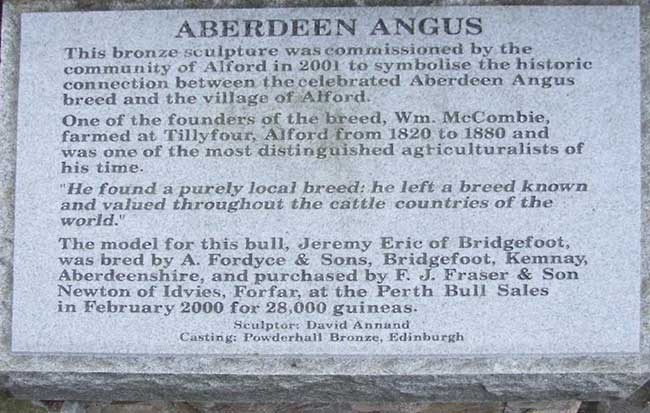 ABERDEEN ANGUS
This bronze sculpture was commissioned by the
community of Alford in 2001 to symbolise the historic
connection between the celebrated Aberdeen Angus
breed and the village of Alford.
One of the founders of the breed, Wm. McCombie,
farmed at Tillyfour, Alford from 1820 to 1880 and
was one of the most distinguished agriculturalists of
his time.
"He found a purely local breed: he left a breed known
and valued throughout the cattle countries of the
world."
The model for this bull, Jeremy Eric of Bridgefoot,
was bred by A. Fordyce & Sons, Bridgefoot, Kemnay,
Aberdeenshire, and purchased by F. J. Fraser & Son
Newton of Idvies, Forfar, at the Perth Bull Sales
in February 2000 for 28,000 guineas.
Sculptor: David Annand
Casting: Powderhall Bronze, Edinburgh